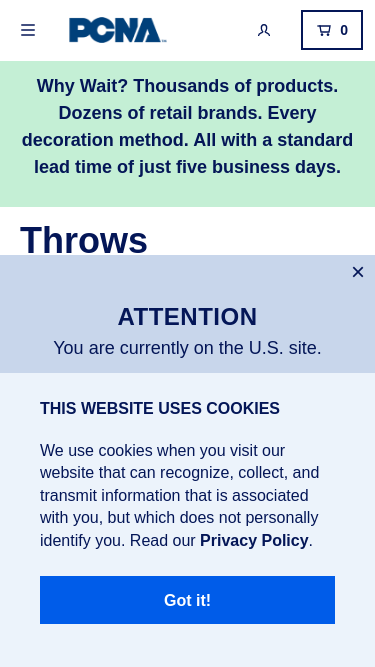 PCNA
0
Why Wait? Thousands of products.
Dozens of retail brands. Every
decoration method. All with a standard
lead time of just five business days.
Throws
ATTENTION
You are currently on the U.S. site.
THIS WEBSITE USES COOKIES
We use cookies when you visit our
website that can recognize, collect, and
transmit information that is associated
with you, but which does not personally
identify you. Read our Privacy Policy.
Got it!